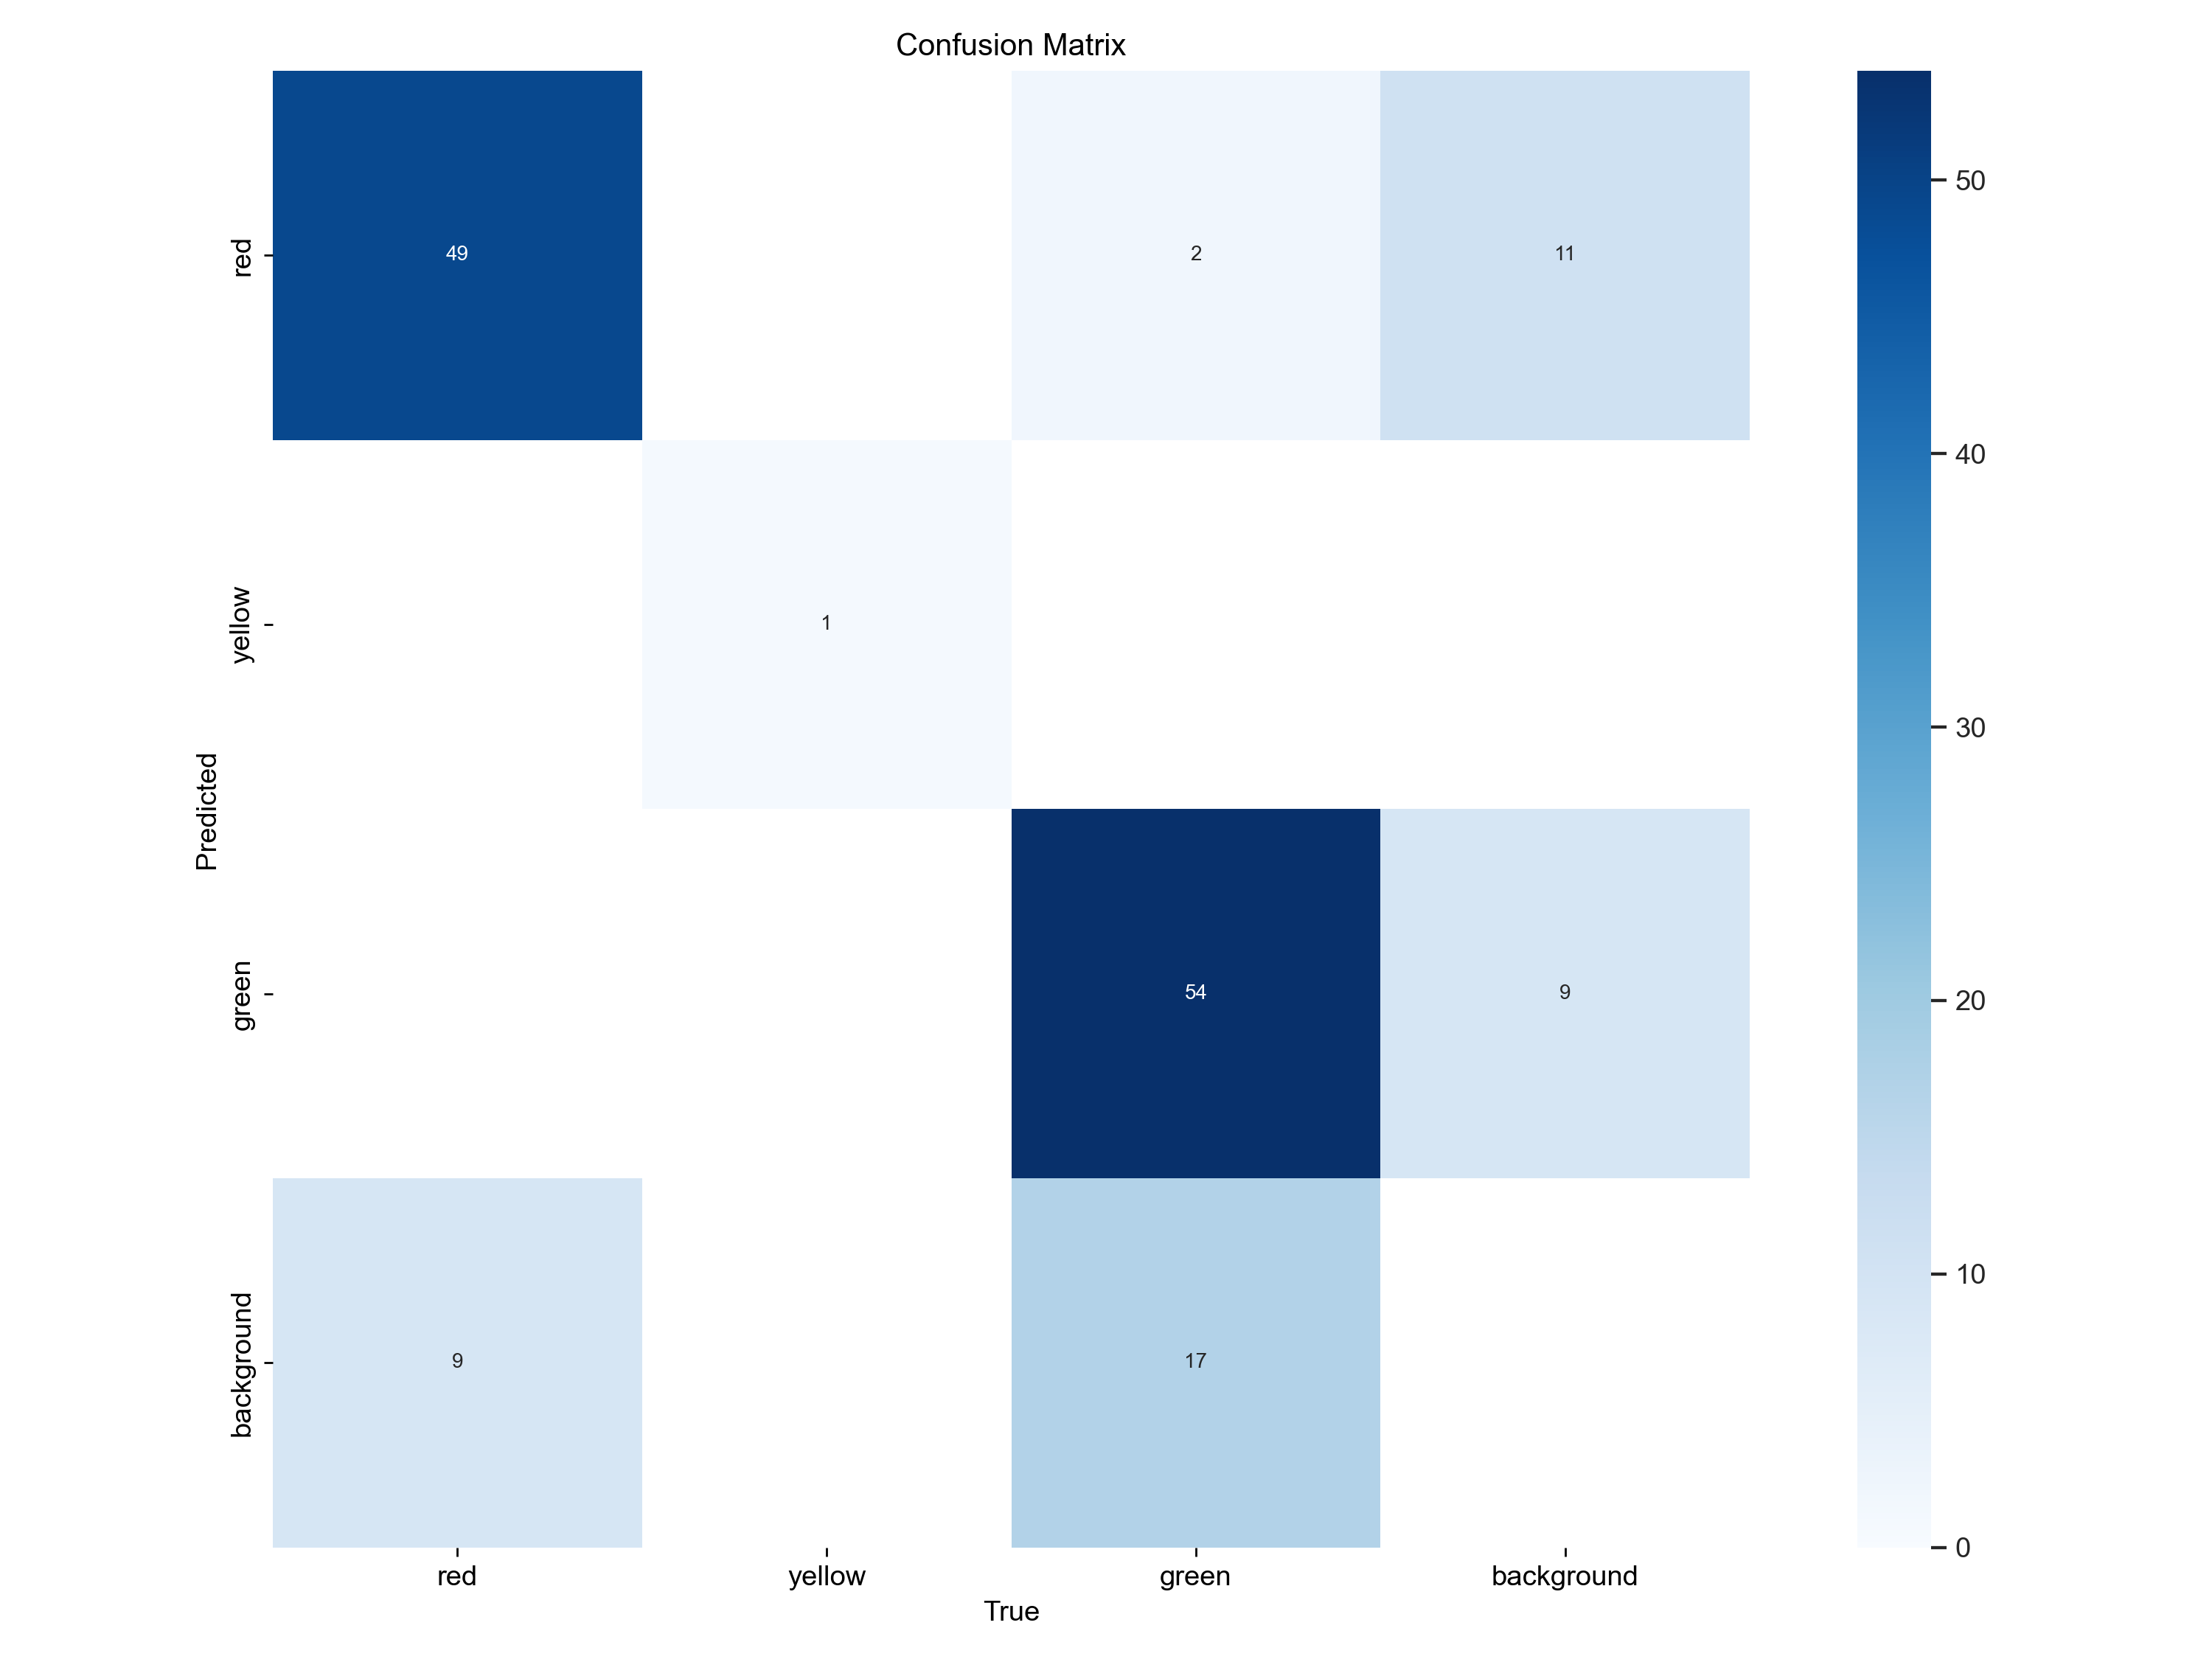 Confusion Matrix
red
49
2
11
yellow
1
green
54
9
background
9
17
Predicted
red
yellow
green
background
True
50
40
30
20
10
0